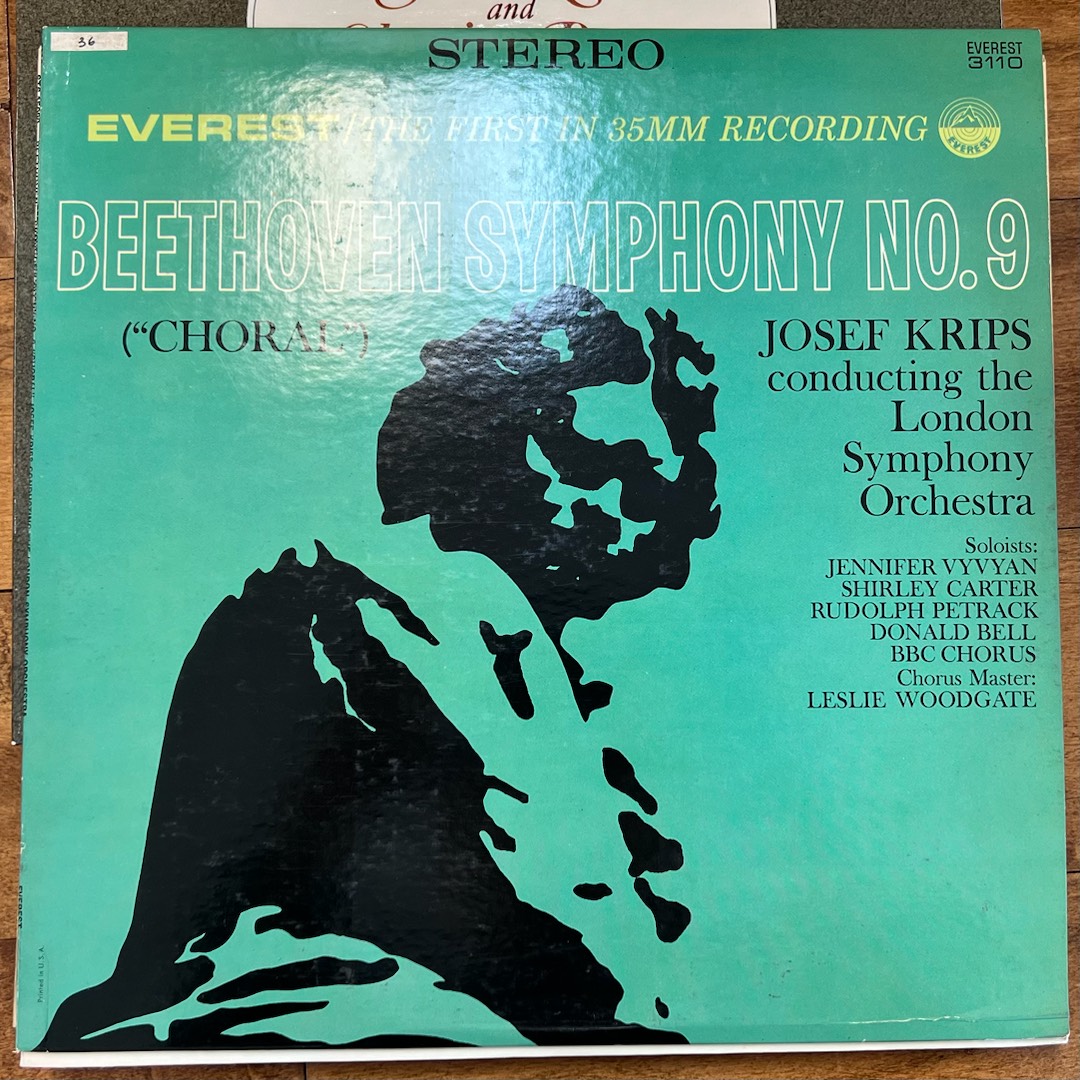 and
36
STEREO
EVEREST
3110
EVEREST / THE FIRST IN 35MM RECORDING
EVEREST
BEETHOVEN SYMPHONY NO. 9
("CHORAL")
JOSEF KRIPS
conducting the
London
Symphony
Orchestra
Soloists:
JENNIFER VYVYAN
SHIRLEY CARTER
RUDOLPH PETRACK
DONALD BELL
BBC CHORUS
Chorus Master:
LESLIE WOODGATE
EVEREST
Printed in U.S.A.